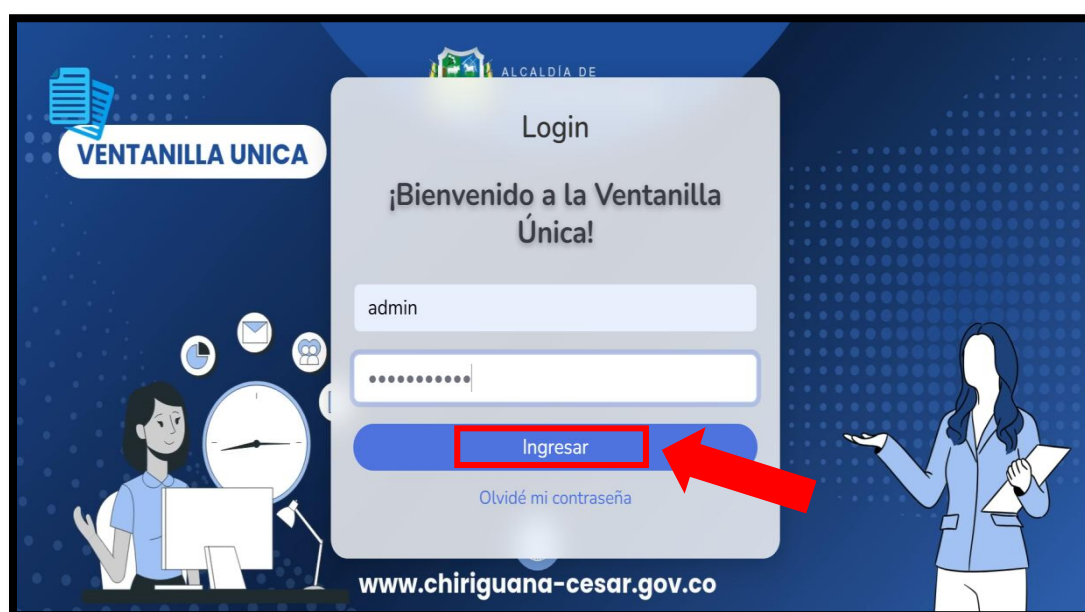 ALCALDÍA DE
VENTANILLA UNICA
Login
¡Bienvenido a la Ventanilla
Única!
admin
•••••••••••
Ingresar
Olvidé mi contraseña
www.chiriguana-cesar.gov.co